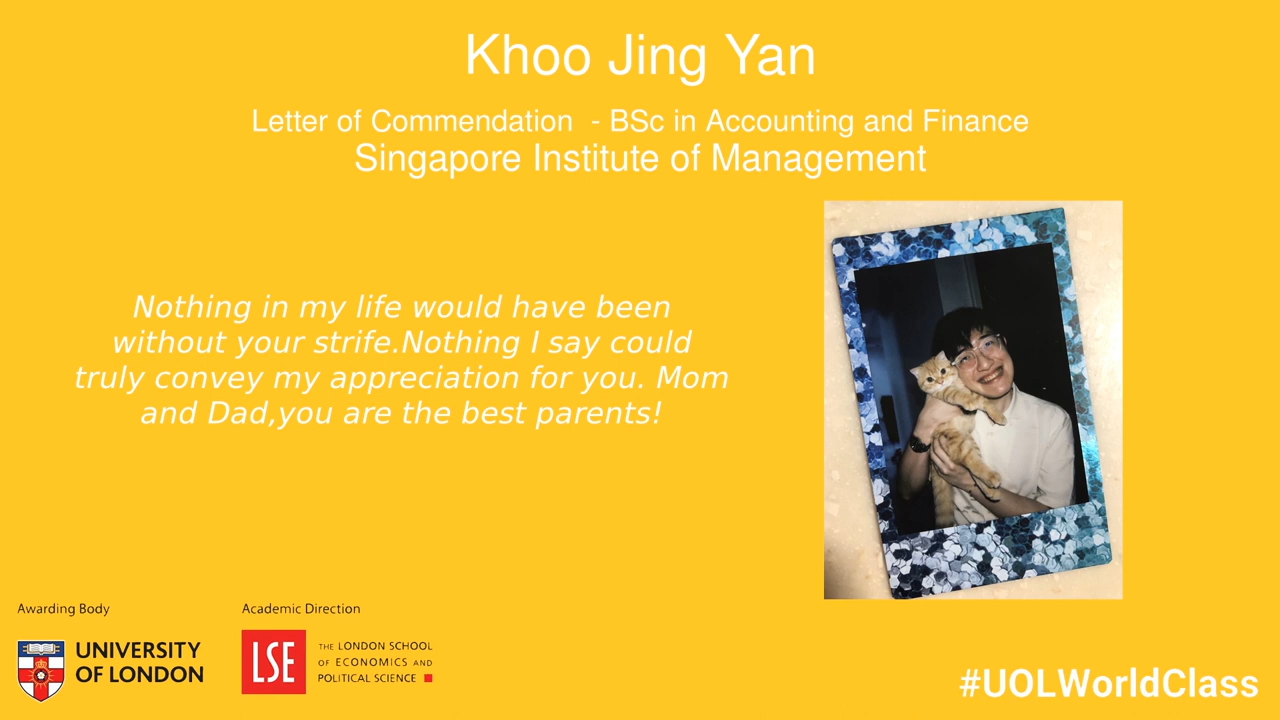 Khoo Jing Yan
Letter of Commendation  - BSc in Accounting and Finance
Singapore Institute of Management
Nothing in my life would have been
without your strife.Nothing I say could
truly convey my appreciation for you. Mom
and Dad,you are the best parents!
Awarding Body
Academic Direction
UNIVERSITY
OF LONDON
LSE
THE LONDON SCHOOL
OF ECONOMICS AND
POLITICAL SCIENCE
#UOLWorldClass